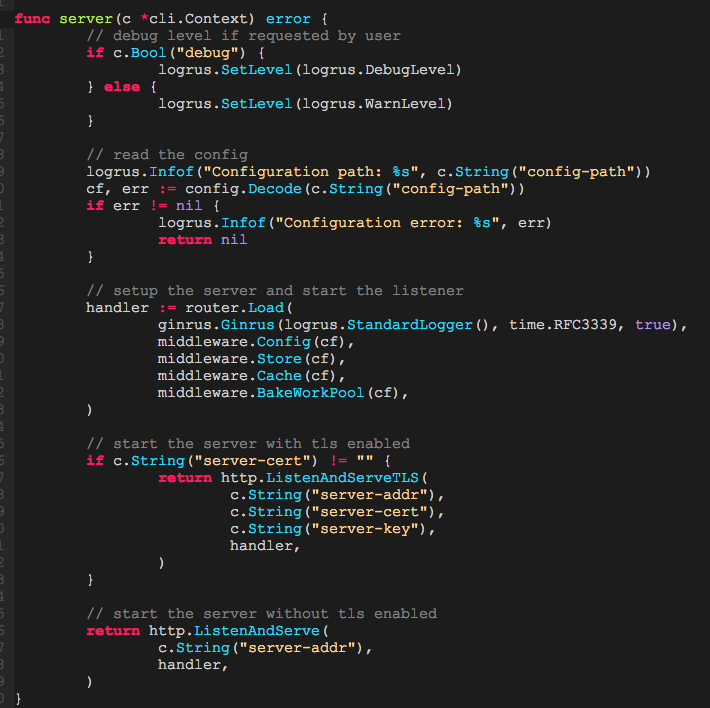 func server(c *cli.Context) error {
        // debug level if requested by user
        if c.Bool("debug") {
                logrus.SetLevel(logrus.DebugLevel)
        } else {
                logrus.SetLevel(logrus.WarnLevel)
        }

        // read the config
        logrus.Infof("Configuration path: %s", c.String("config-path"))
        cf, err := config.Decode(c.String("config-path"))
        if err != nil {
                logrus.Infof("Configuration error: %s", err)
                return nil
        }

        // setup the server and start the listener
        handler := router.Load(
                ginrus.Ginrus(logrus.StandardLogger(), time.RFC3339, true),
                middleware.Config(cf),
                middleware.Store(cf),
                middleware.Cache(cf),
                middleware.BakeWorkPool(cf),
        )

        // start the server with tls enabled
        if c.String("server-cert") != "" {
                return http.ListenAndServeTLS(
                        c.String("server-addr"),
                        c.String("server-cert"),
                        c.String("server-key"),
                        handler,
                )
        }

        // start the server without tls enabled
        return http.ListenAndServe(
                c.String("server-addr"),
                handler,
        )
}